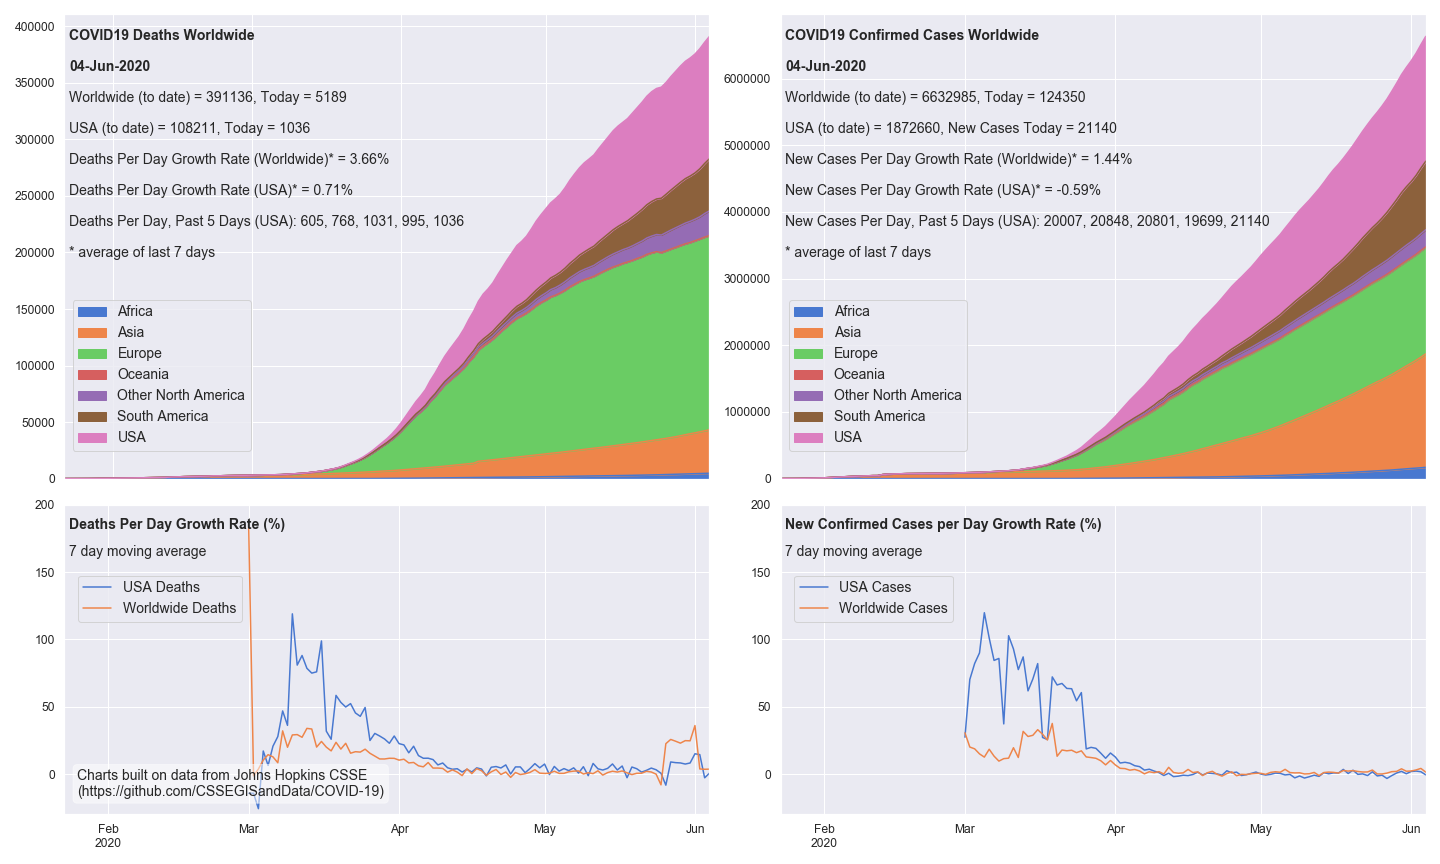 400000
350000
300000
250000
200000
150000
100000
50000
0
COVID19 Deaths Worldwide
04-Jun-2020
Worldwide (to date) = 391136, Today = 5189
USA (to date) = 108211, Today = 1036
Deaths Per Day Growth Rate (Worldwide)* = 3.66%
Deaths Per Day Growth Rate (USA)* = 0.71%
Deaths Per Day, Past 5 Days (USA): 605, 768, 1031, 995, 1036
* average of last 7 days
Africa
Asia
Europe
Oceania
Other North America
South America
USA
6000000
5000000
4000000
3000000
2000000
1000000
0
COVID19 Confirmed Cases Worldwide
04-Jun-2020
Worldwide (to date) = 6632985, Today = 124350
USA (to date) = 1872660, New Cases Today = 21140
New Cases Per Day Growth Rate (Worldwide)* = 1.44%
New Cases Per Day Growth Rate (USA)* = -0.59%
New Cases Per Day, Past 5 Days (USA): 20007, 20848, 20801, 19699, 21140
* average of last 7 days
Africa
Asia
Europe
Oceania
Other North America
South America
USA
200
150
100
50
0
Deaths Per Day Growth Rate (%)
7 day moving average
USA Deaths
Worldwide Deaths
Charts built on data from Johns Hopkins CSSE
(https://github.com/CSSEGISandData/COVID-19)
Feb Mar Apr May Jun
2020
200
150
100
50
0
New Confirmed Cases per Day Growth Rate (%)
7 day moving average
USA Cases
Worldwide Cases
Feb Mar Apr May Jun
2020